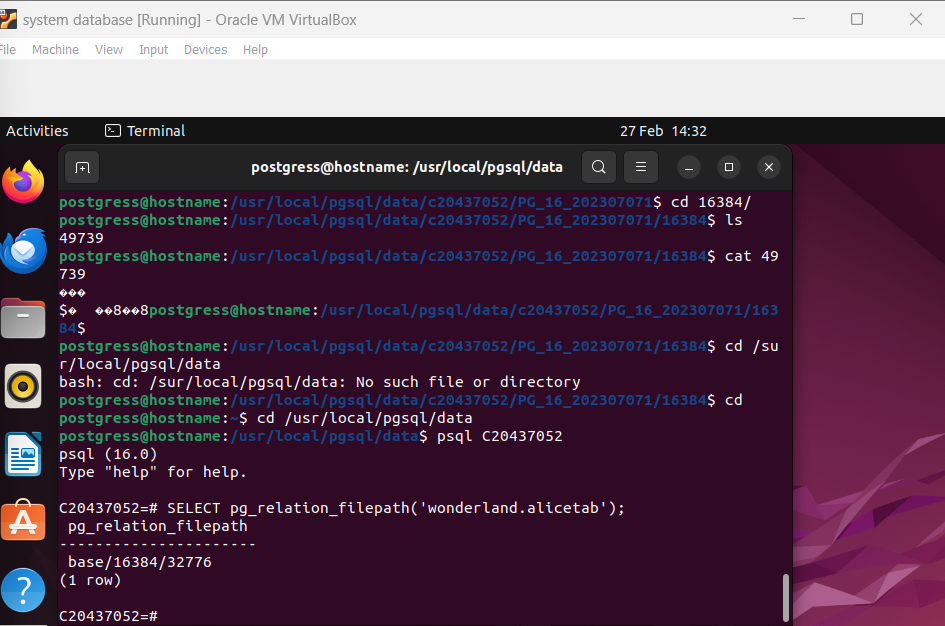 system database [Running] - Oracle VM VirtualBox
File Machine View Input Devices Help
Activities Terminal 27 Feb 14:32
postgress@hostname: /usr/local/pgsql/data
postgress@hostname:/usr/local/pgsql/data/c20437052/PG_16_202307071$ cd 16384/
postgress@hostname:/usr/local/pgsql/data/c20437052/PG_16_202307071/16384$ ls
49739
postgress@hostname:/usr/local/pgsql/data/c20437052/PG_16_202307071/16384$ cat 49
739
���
$� ��8��8postgress@hostname:/usr/local/pgsql/data/c20437052/PG_16_202307071/163
84$
postgress@hostname:/usr/local/pgsql/data/c20437052/PG_16_202307071/16384$ cd /su
r/local/pgsql/data
bash: cd: /sur/local/pgsql/data: No such file or directory
postgress@hostname:/usr/local/pgsql/data/c20437052/PG_16_202307071/16384$ cd
postgress@hostname:~$ cd /usr/local/pgsql/data
postgress@hostname:/usr/local/pgsql/data$ psql C20437052
psql (16.0)
Type "help" for help.
C20437052=# SELECT pg_relation_filepath('wonderland.alicetab');
pg_relation_filepath
----------------------
base/16384/32776
(1 row)
C20437052=#